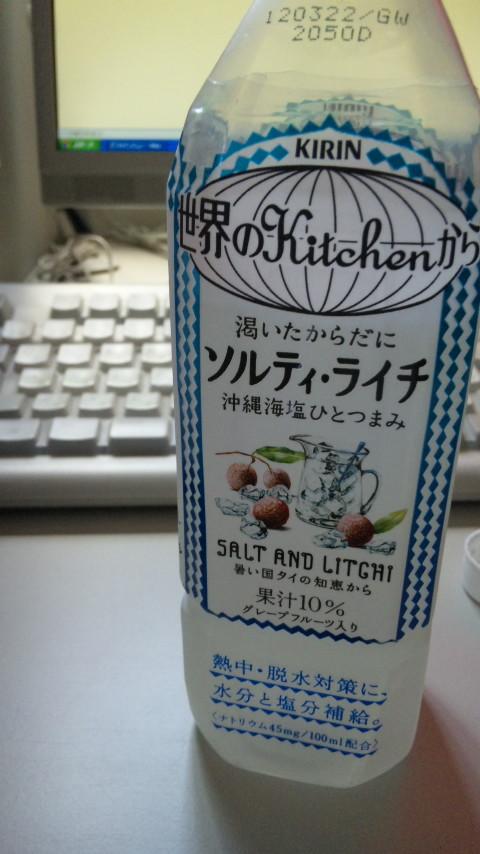 120322/GW
2050D
KIRIN
世界のKitchenから
渇いたからだに
ソルティ・ライチ
沖縄海塩ひとつまみ
SALT AND LITCHI
暑い国タイの知恵から
果汁10%
グレープフルーツ入り
熱中・脱水対策に、
水分と塩分補給。
〈ナトリウム45mg/100ml配合〉